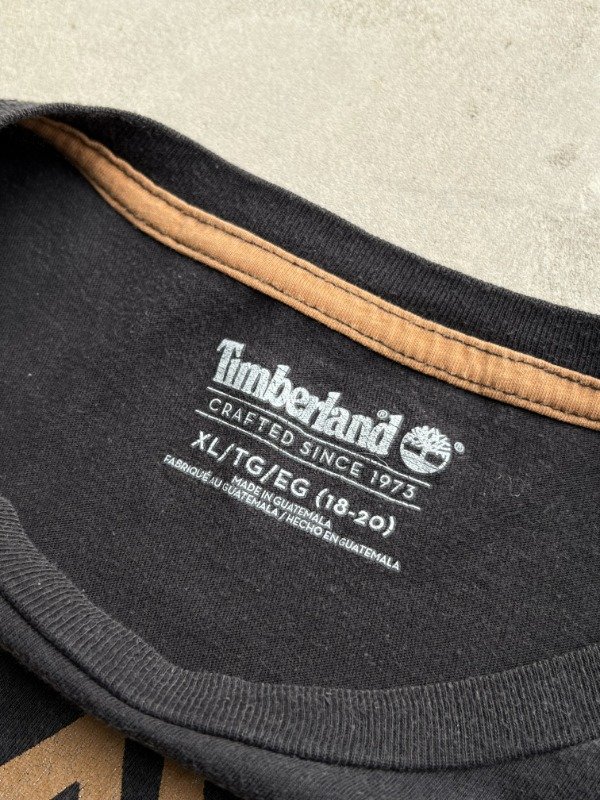 Timberland®
CRAFTED SINCE 1973
XL/TG/EG (18-20)
MADE IN GUATEMALA
FABRIQUÉ AU GUATEMALA / HECHO EN GUATEMALA